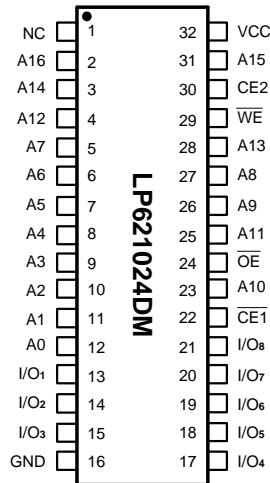 NC 1 32 VCC
A16 2 31 A15
A14 3 30 CE2
A12 4 29 W̅E̅
A7 5 28 A13
A6 6 27 A8
A5 7 26 A9
A4 8 25 A11
A3 9 24 O̅E̅
A2 10 23 A10
A1 11 22 C̅E̅1̅
A0 12 21 I/O₈
I/O₁ 13 20 I/O₇
I/O₂ 14 19 I/O₆
I/O₃ 15 18 I/O₅
GND 16 17 I/O₄
LP621024DM